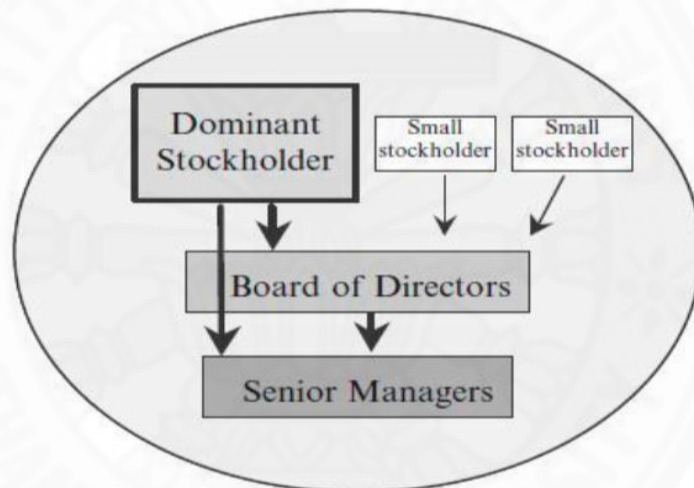 Dominant
Stockholder
Small
stockholder
Small
stockholder
Board of Directors
Senior Managers